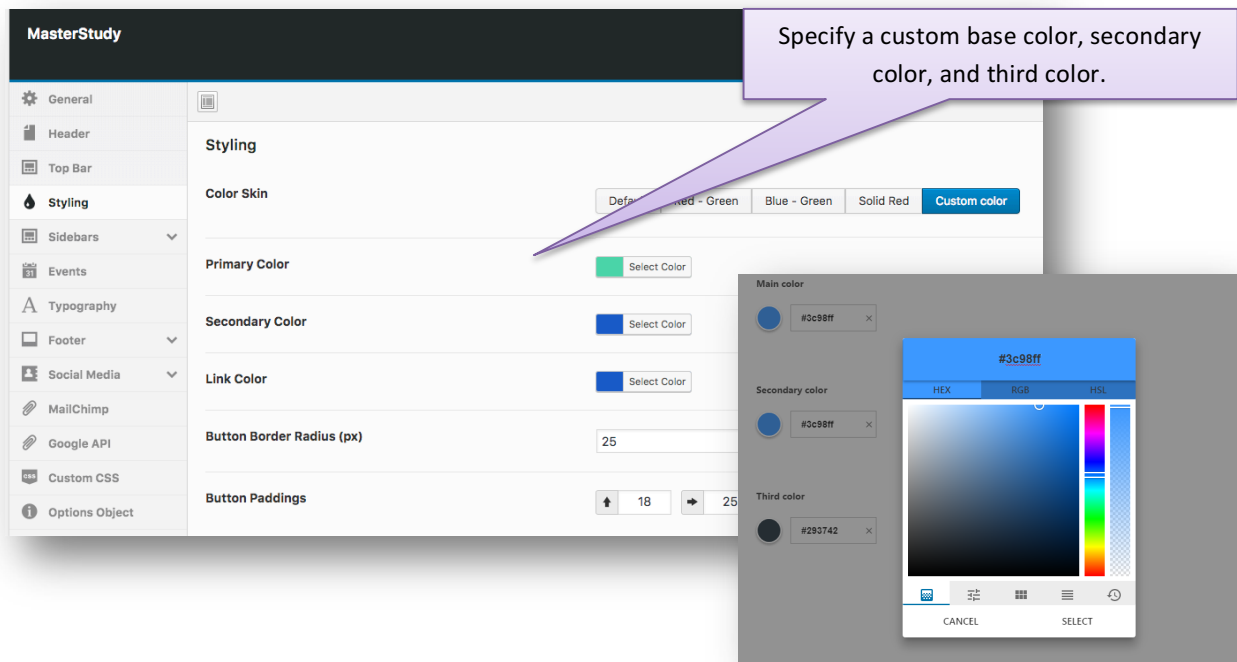 MasterStudy
Specify a custom base color, secondary
color, and third color.
General
Header
Top Bar
Styling
Sidebars
Events
31
Typography
Footer
Social Media
MailChimp
Google API
CSS
Custom CSS
Options Object
Styling
Color Skin
Red - Green
Blue - Green
Solid Red
Custom color
Primary Color
Select Color
Secondary Color
Select Color
Link Color
Select Color
Button Border Radius (px)
25
Button Paddings
18
25
Main color
#3c98ff
Secondary color
#3c98ff
Third color
#293742
#3c98ff
HEX
RGB
HSL
CANCEL
SELECT